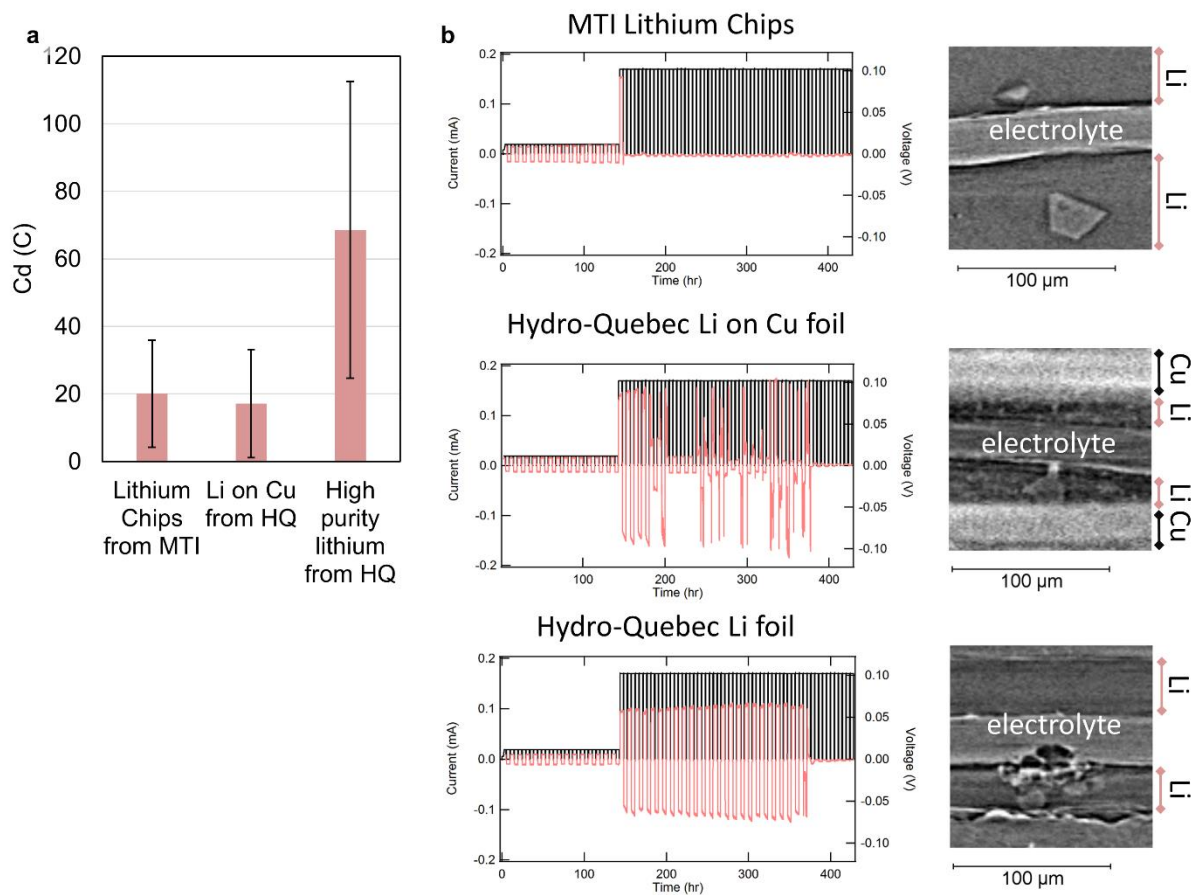 a
120
100
80
60
40
20
0
Cd (C)
Lithium
Chips
from MTI
Li on Cu
from HQ
High
purity
lithium
from HQ
b
MTI Lithium Chips
0.2
0.1
0.0
-0.1
-0.2
Current (mA)
0.10
0.05
0.00
-0.05
-0.10
Voltage (V)
0
100
200
300
400
Time (hr)
electrolyte
Li
Li
100 µm
Hydro-Quebec Li on Cu foil
0.2
0.1
0.0
-0.1
-0.2
Current (mA)
0.10
0.05
0.00
-0.05
-0.10
Voltage (V)
0
100
200
300
400
Time (hr)
electrolyte
Cu
Li
Li
Cu
100 µm
Hydro-Quebec Li foil
0.2
0.1
0.0
-0.1
-0.2
Current (mA)
0.10
0.05
0.00
-0.05
-0.10
Voltage (V)
0
100
200
300
400
Time (hr)
electrolyte
Li
Li
100 µm